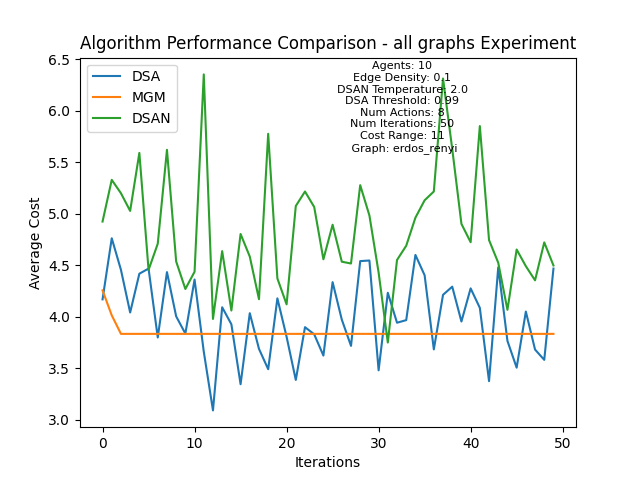 Algorithm Performance Comparison - all graphs Experiment
DSA
MGM
DSAN
Agents: 10
Edge Density: 0.1
DSAN Temperature: 2.0
DSA Threshold: 0.99
Num Actions: 8
Num Iterations: 50
Cost Range: 11
Graph: erdos_renyi
Average Cost
6.5
6.0
5.5
5.0
4.5
4.0
3.5
3.0
0 10 20 30 40 50
Iterations